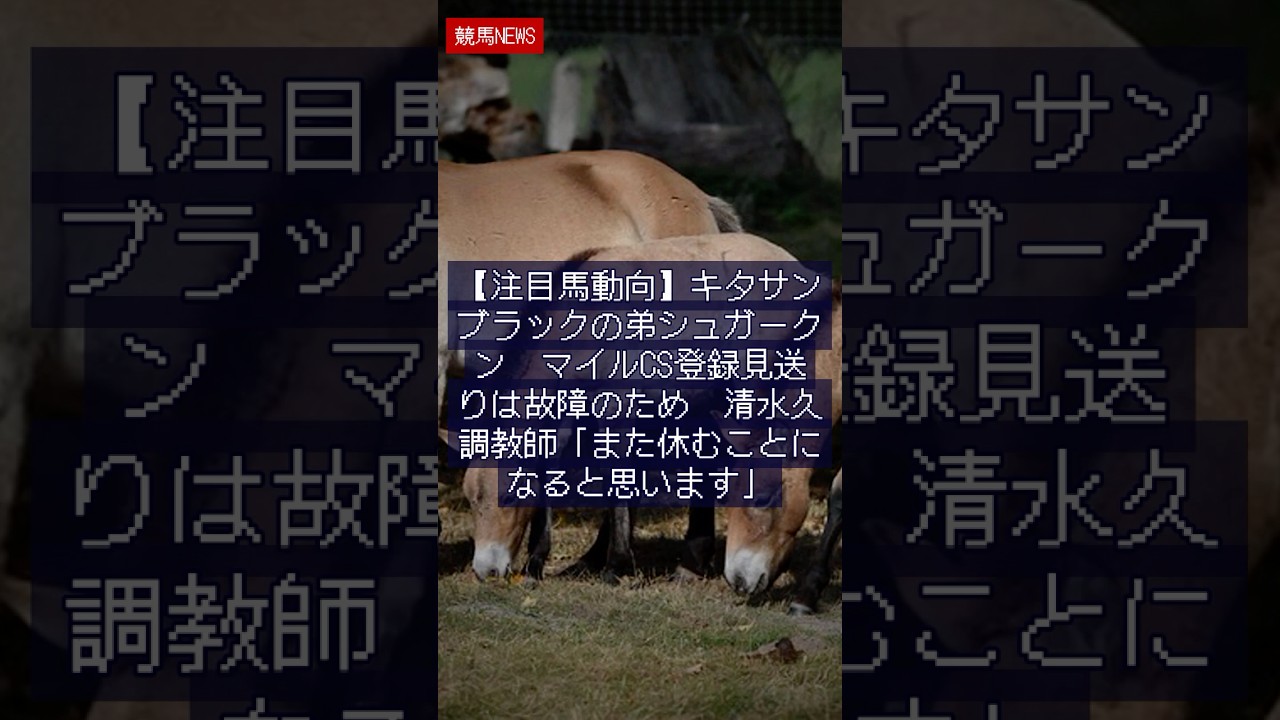 競馬NEWS
【注目馬動向】キタサン
ブラックの弟シュガーク
ン　マイルCS登録見送
りは故障のため　清水久
調教師「また休むことに
なると思います」